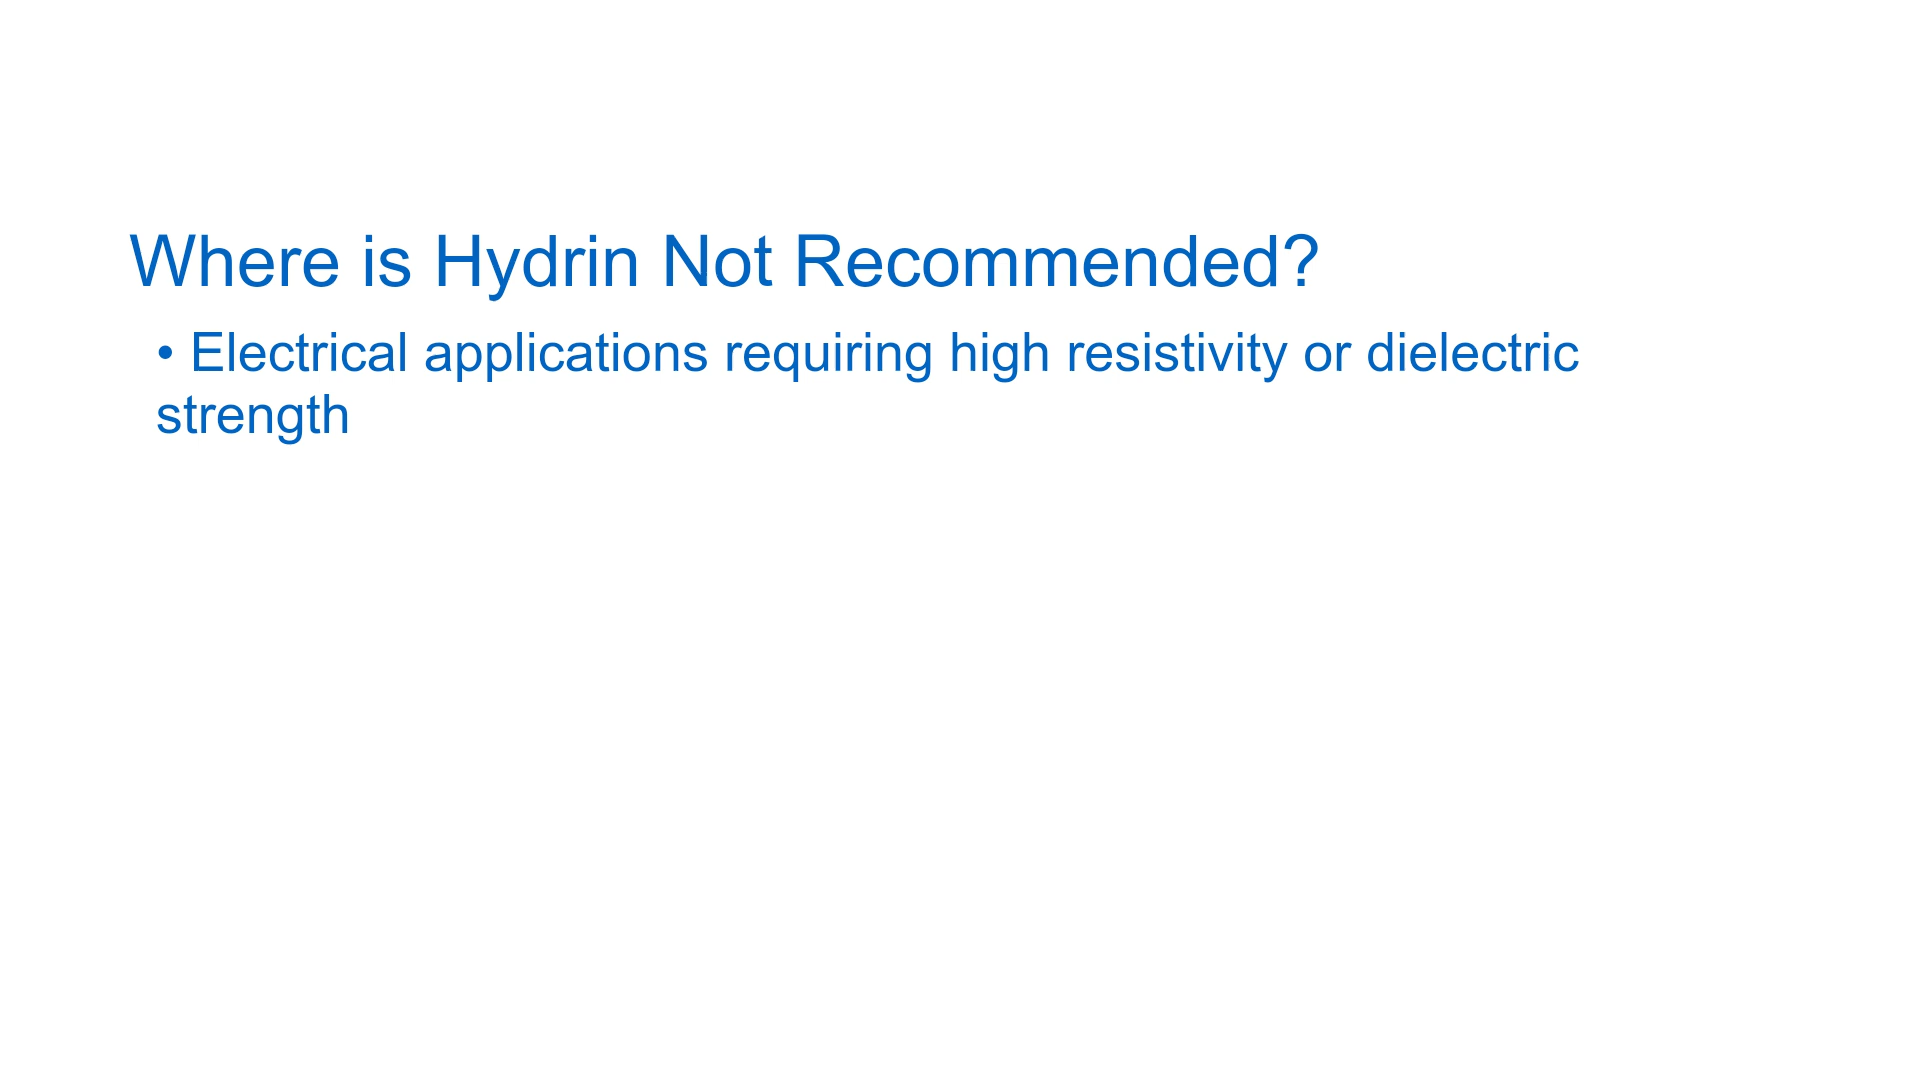 Where is Hydrin Not Recommended?
• Electrical applications requiring high resistivity or dielectric
strength